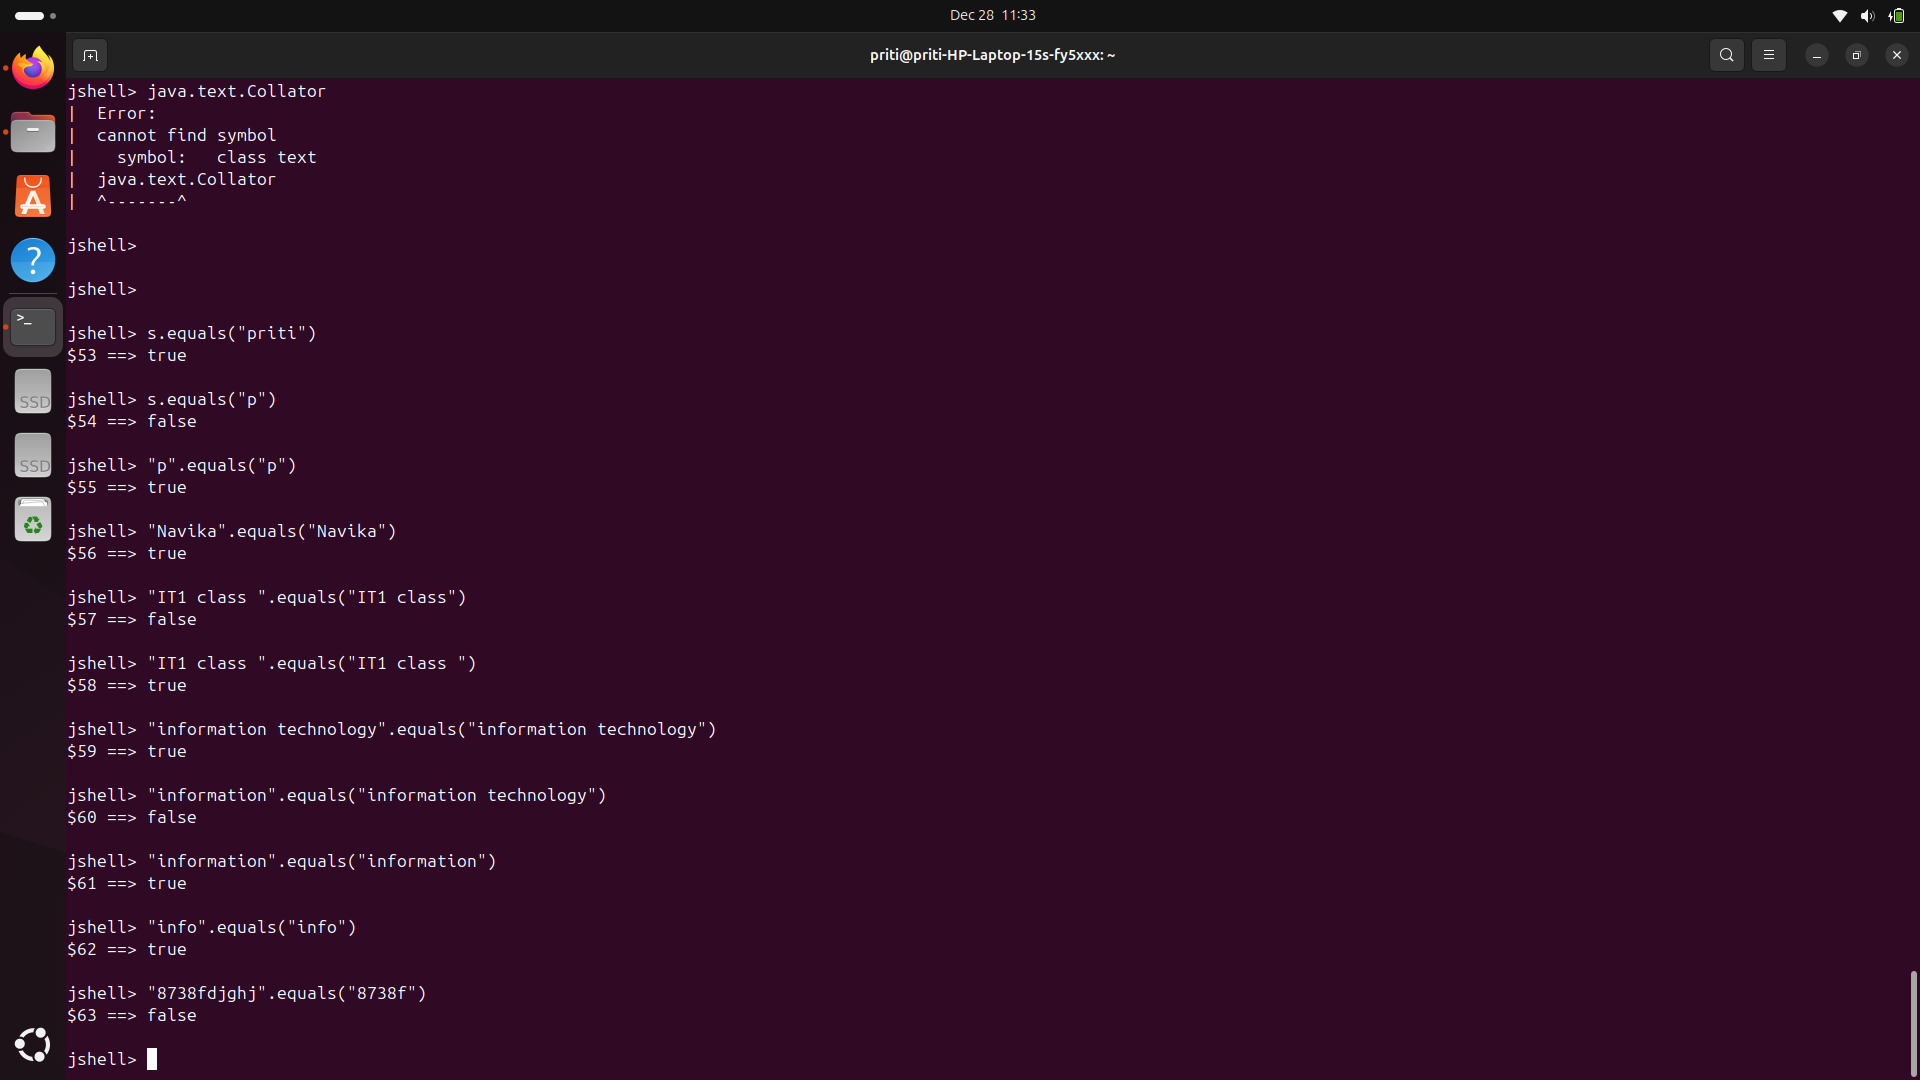 Dec 28 11:33
priti@priti-HP-Laptop-15s-fy5xxx: ~
jshell> java.text.Collator
|  Error:
|  cannot find symbol
|    symbol:   class text
|  java.text.Collator
|  ^-------^
jshell>
jshell>
jshell> s.equals("priti")
$53 ==> true
jshell> s.equals("p")
$54 ==> false
jshell> "p".equals("p")
$55 ==> true
jshell> "Navika".equals("Navika")
$56 ==> true
jshell> "IT1 class ".equals("IT1 class")
$57 ==> false
jshell> "IT1 class ".equals("IT1 class ")
$58 ==> true
jshell> "information technology".equals("information technology")
$59 ==> true
jshell> "information".equals("information technology")
$60 ==> false
jshell> "information".equals("information")
$61 ==> true
jshell> "info".equals("info")
$62 ==> true
jshell> "8738fdjghj".equals("8738f")
$63 ==> false
jshell>
?
>_
SSD
SSD